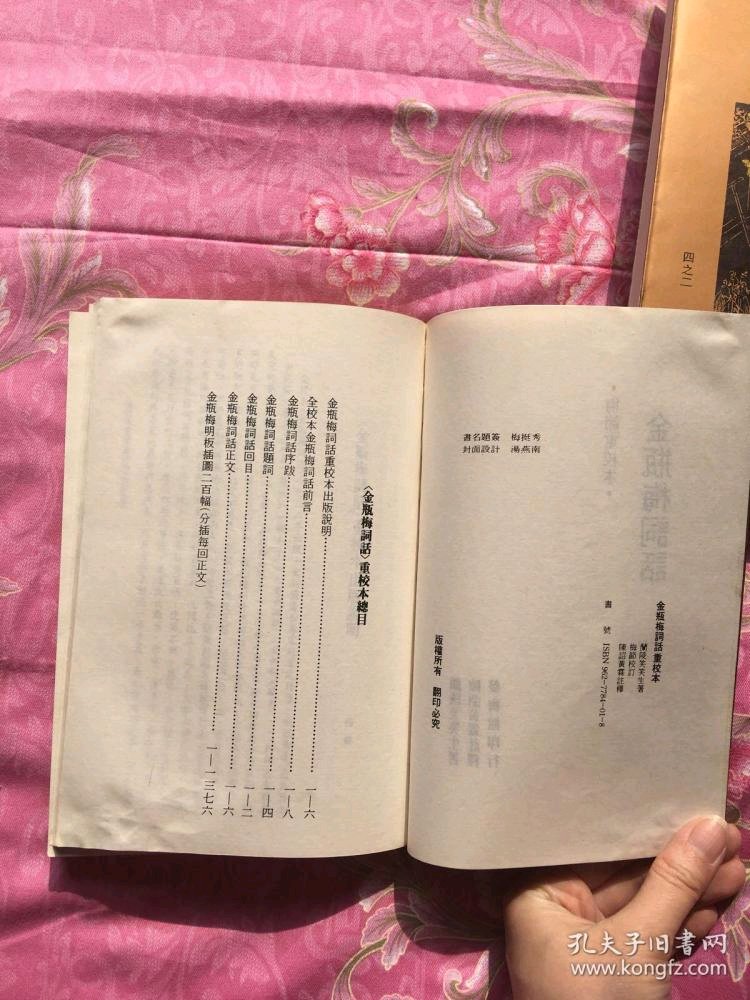 四之二
金瓶梅詞話重校本
蘭陵笑笑生著
梅節校訂
陳詔黃霖註釋
書號 ISBN 962-7784-01-8
書名題簽 梅挺秀
封面設計 湯燕南
版權所有 翻印必究
〈金瓶梅詞話〉重校本總目
金瓶梅詞話重校本出版說明………一—六
全校本金瓶梅詞話前言………一—八
金瓶梅詞話序跋………一—四
金瓶梅詞話題詞………一—二
金瓶梅詞話回目………一—六
金瓶梅詞話正文………一—一三七六
金瓶梅明板插圖二百幅(分插每回正文)
孔夫子旧書网
www.kongfz.com